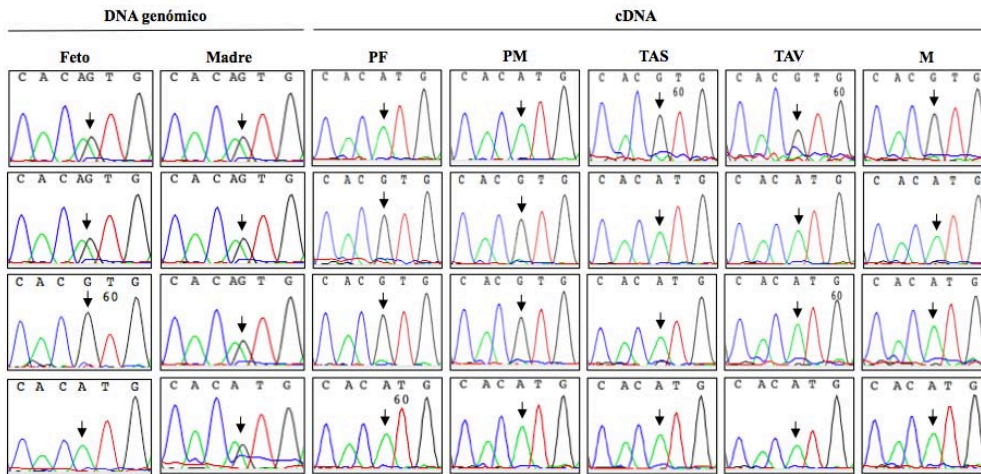 DNA genómico cDNA
Feto Madre PF PM TAS TAV M
C A C AG T G C A C AG T G C A C A T G C A C A T G C A C G T G C A C G T G C A C G T G
60 60
C A C AG T G C A C AG T G C A C G T G C A C G T G C A C A T G C A C A T G C A C A T G
C A C G T G C A C AG T G C A C G T G C A C G T G C A C A T G C A C A T G C A C A T G
60 60
C A C A T G C A C A T G C A C A T G C A C A T G C A C A T G C A C A T G C A C A T G
60